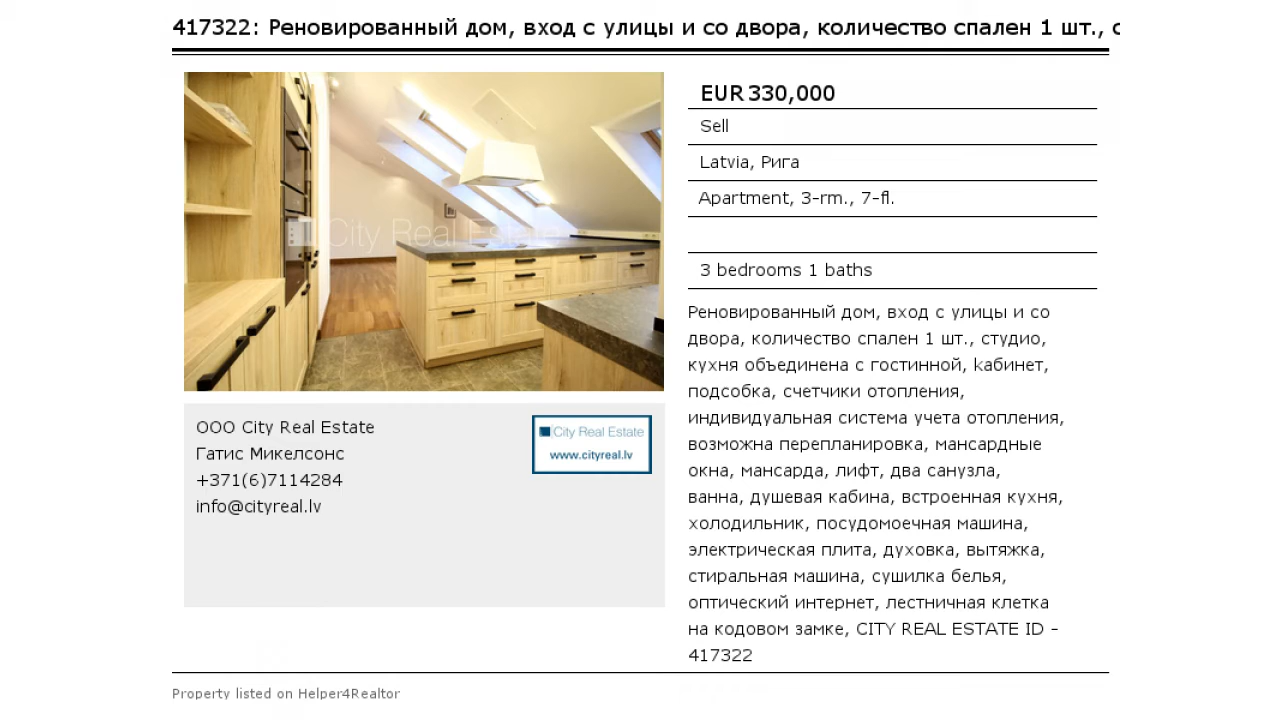 417322: Реновированный дом, вход с улицы и со двора, количество спален 1 шт., с
City Real Estate
EUR 330,000
Sell
Latvia, Рига
Apartment, 3-rm., 7-fl.
3 bedrooms 1 baths
Реновированный дом, вход с улицы и со
двора, количество спален 1 шт., студио,
кухня объединена с гостинной, kабинет,
подсобка, счетчики отопления,
индивидуальная система учета отопления,
возможна перепланировка, мансардные
окна, мансарда, лифт, два санузла,
ванна, душевая кабина, встроенная кухня,
холодильник, посудомоечная машина,
электрическая плита, духовка, вытяжка,
стиральная машина, сушилка белья,
оптический интернет, лестничная клетка
на кодовом замке, CITY REAL ESTATE ID -
417322
ООО City Real Estate
Гатис Микелсонс
+371(6)7114284
info@cityreal.lv
City Real Estate
www.cityreal.lv
Property listed on Helper4Realtor